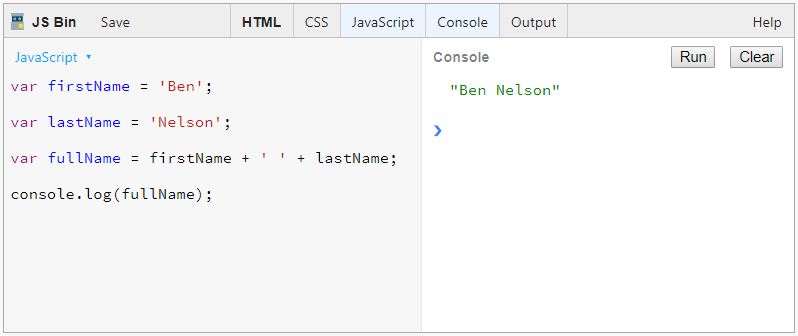 JS Bin Save HTML CSS JavaScript Console Output Help
JavaScript
var firstName = 'Ben';
var lastName = 'Nelson';
var fullName = firstName + ' ' + lastName;
console.log(fullName);
Console Run Clear
"Ben Nelson"